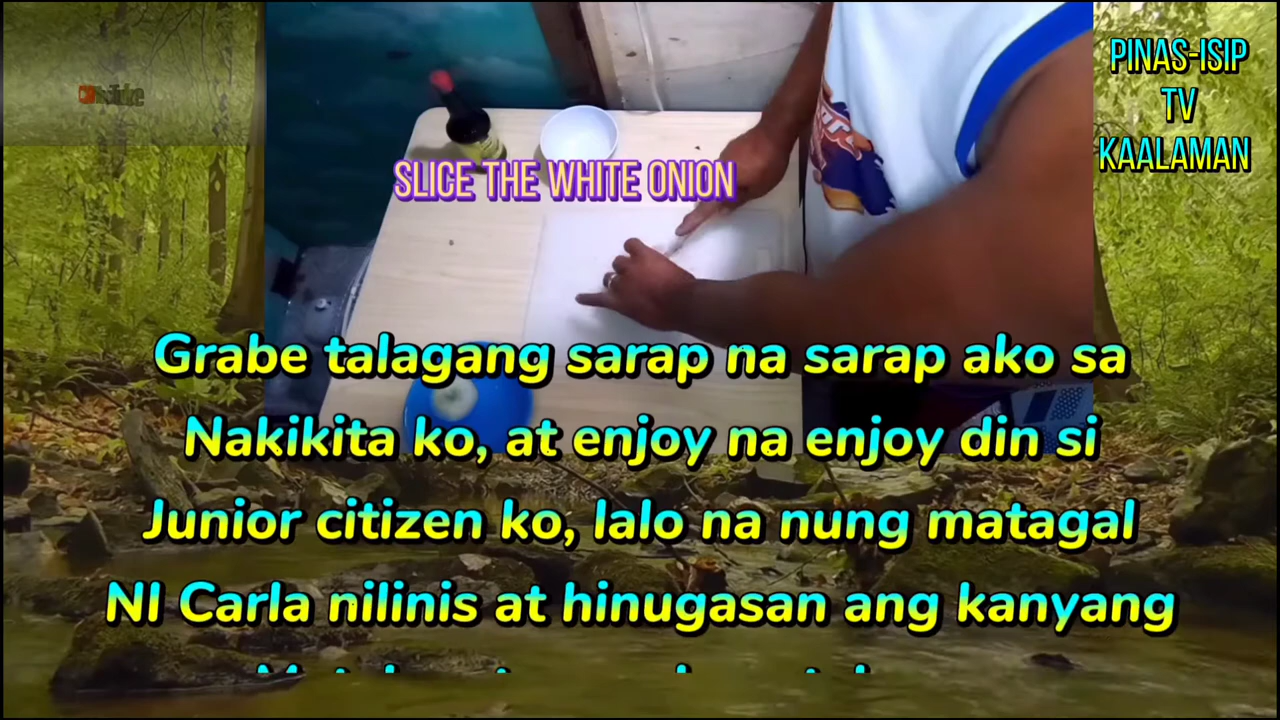 PINAS-ISIP
TV
KAALAMAN
SLICE THE WHITE ONION
Grabe talagang sarap na sarap ako sa
Nakikita ko, at enjoy na enjoy din si
Junior citizen ko, lalo na nung matagal
NI Carla nilinis at hinugasan ang kanyang